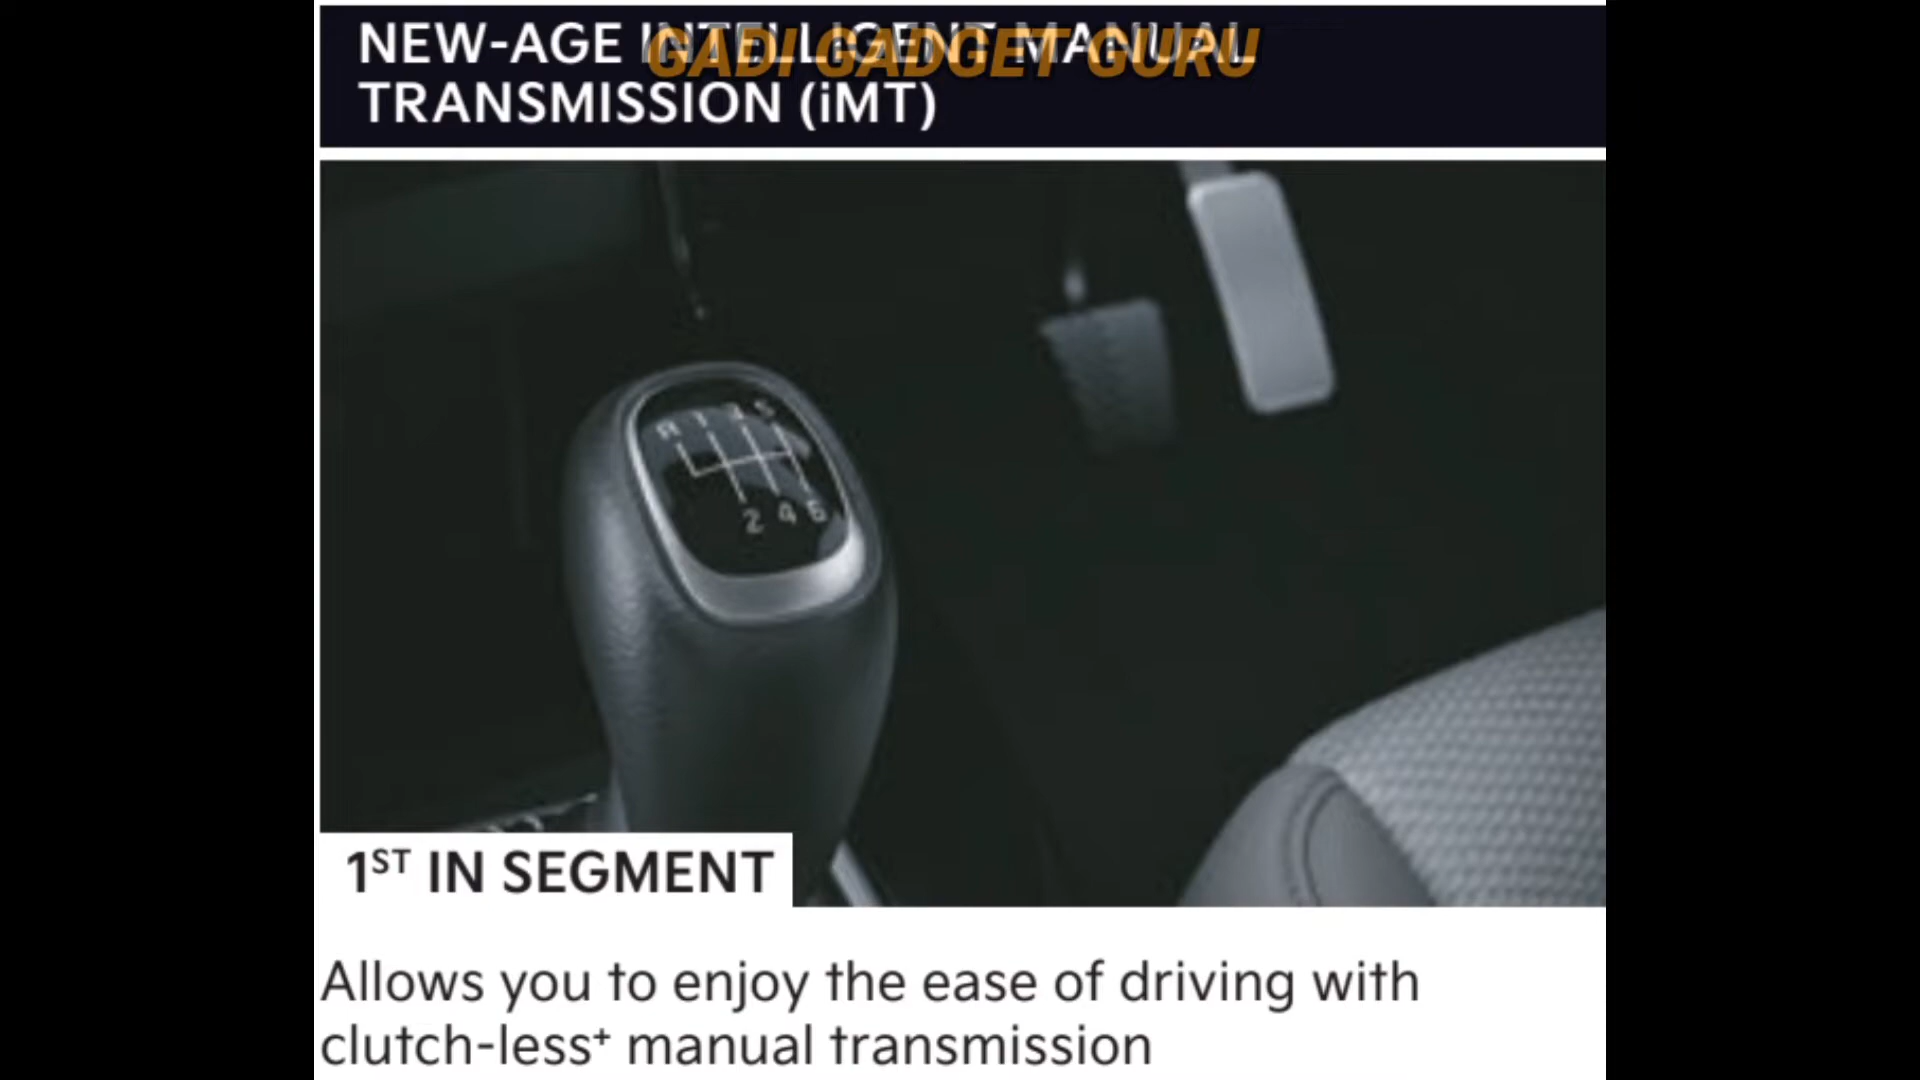 NEW-AGE INTELLIGENT MANUAL
GADI GADGET GURU
TRANSMISSION (iMT)
R 1 3 5
2 4 6
1ST IN SEGMENT
Allows you to enjoy the ease of driving with
clutch-less+ manual transmission